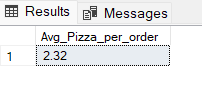 Results Messages
Avg_Pizza_per_order
1 2.32